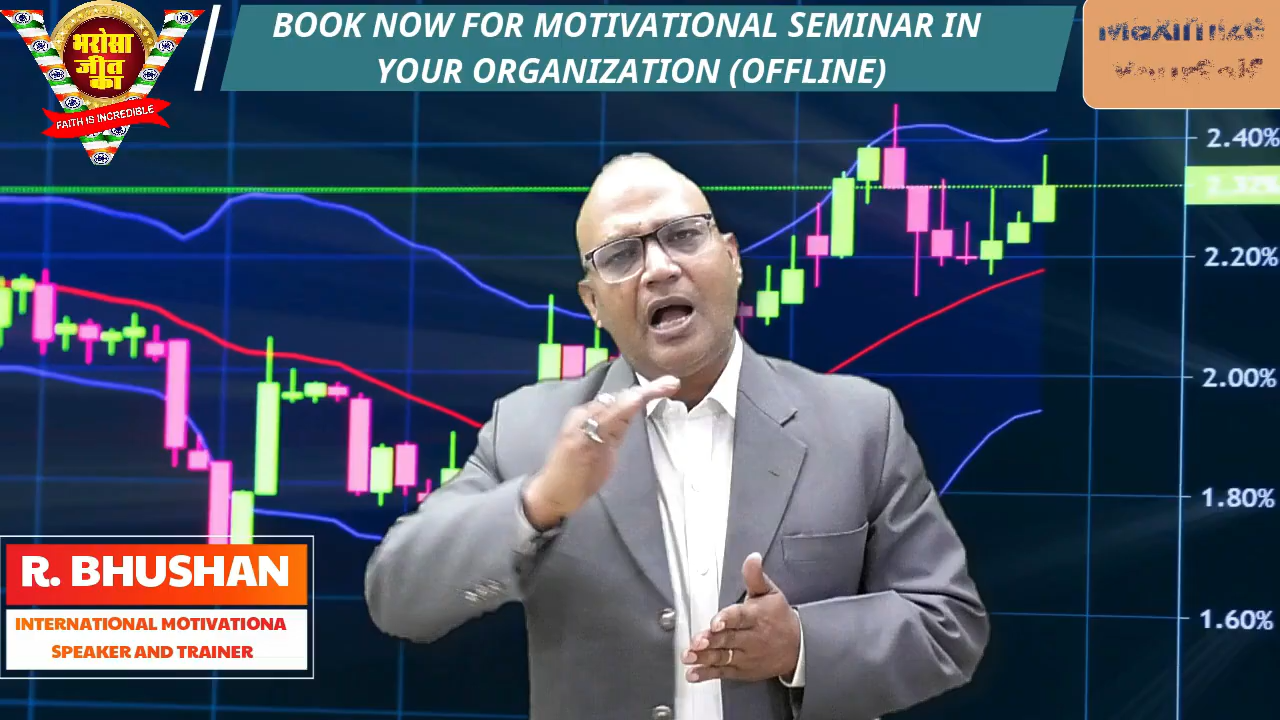 भरोसा
जीत
का
FAITH IS INCREDIBLE
BOOK NOW FOR MOTIVATIONAL SEMINAR IN
YOUR ORGANIZATION (OFFLINE)
2.40%
2.20%
2.00%
1.80%
1.60%
R. BHUSHAN
INTERNATIONAL MOTIVATIONA
SPEAKER AND TRAINER